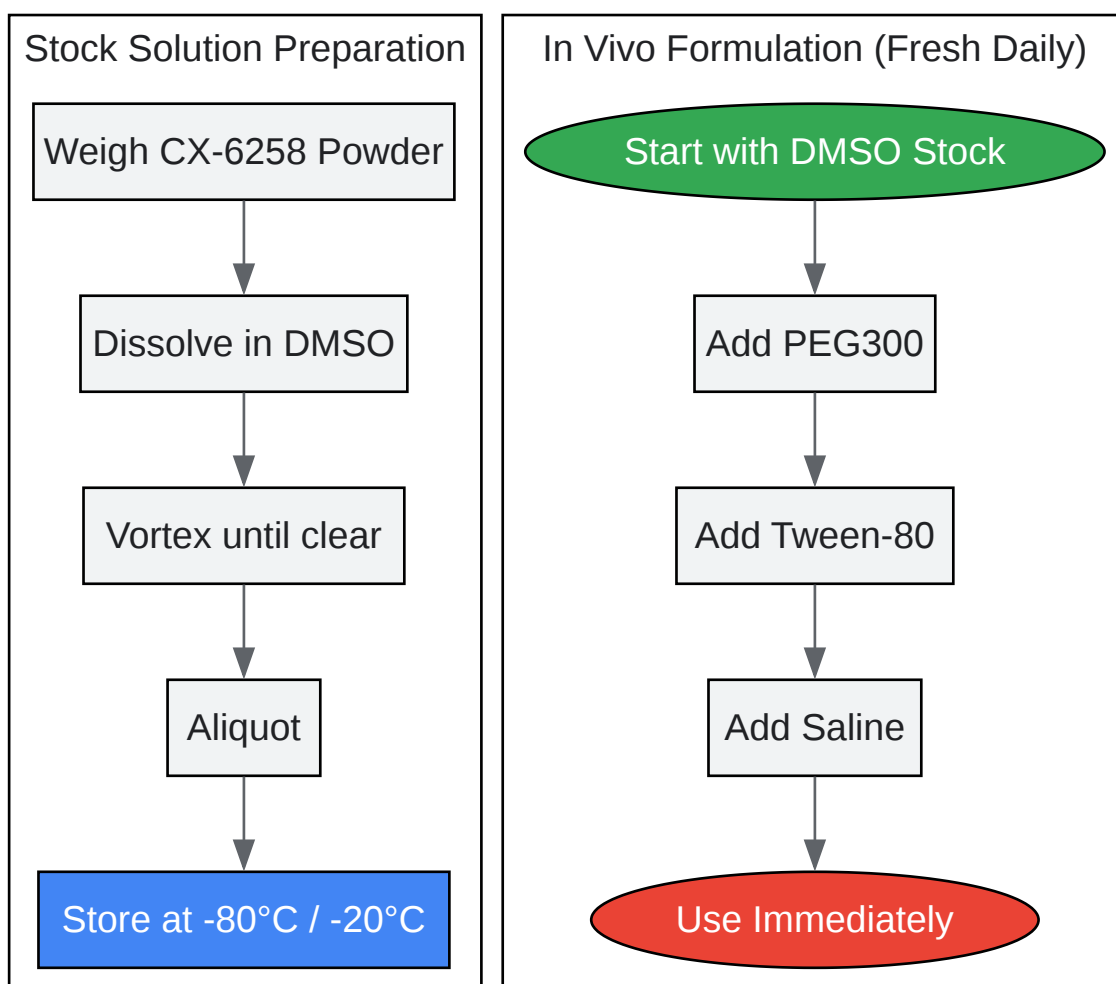 Stock Solution Preparation
Weigh CX-6258 Powder
Dissolve in DMSO
Vortex until clear
Aliquot
Store at -80°C / -20°C
In Vivo Formulation (Fresh Daily)
Start with DMSO Stock
Add PEG300
Add Tween-80
Add Saline
Use Immediately